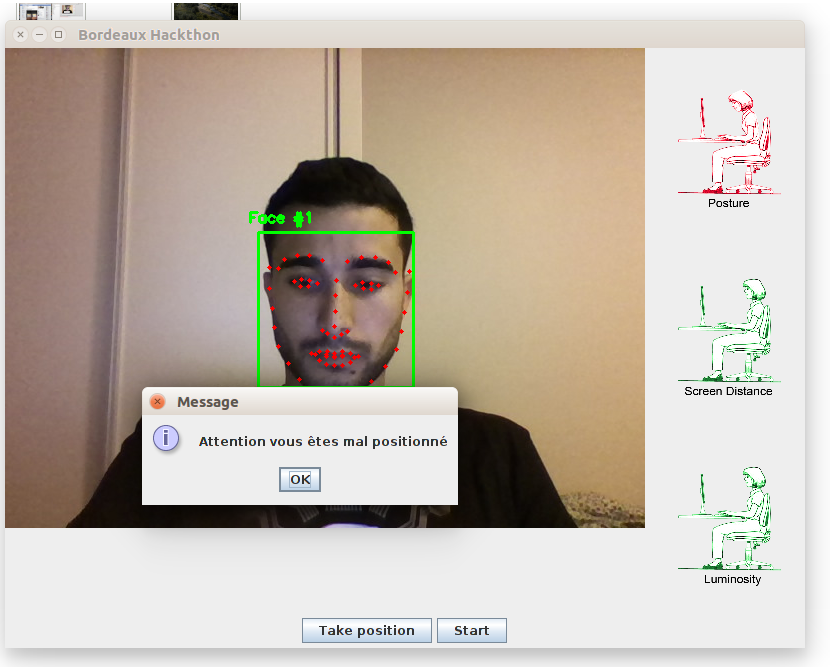 Bordeaux Hackthon
Face #1
Posture
Screen Distance
Message
Attention vous êtes mal positionné
OK
Luminosity
Take position
Start